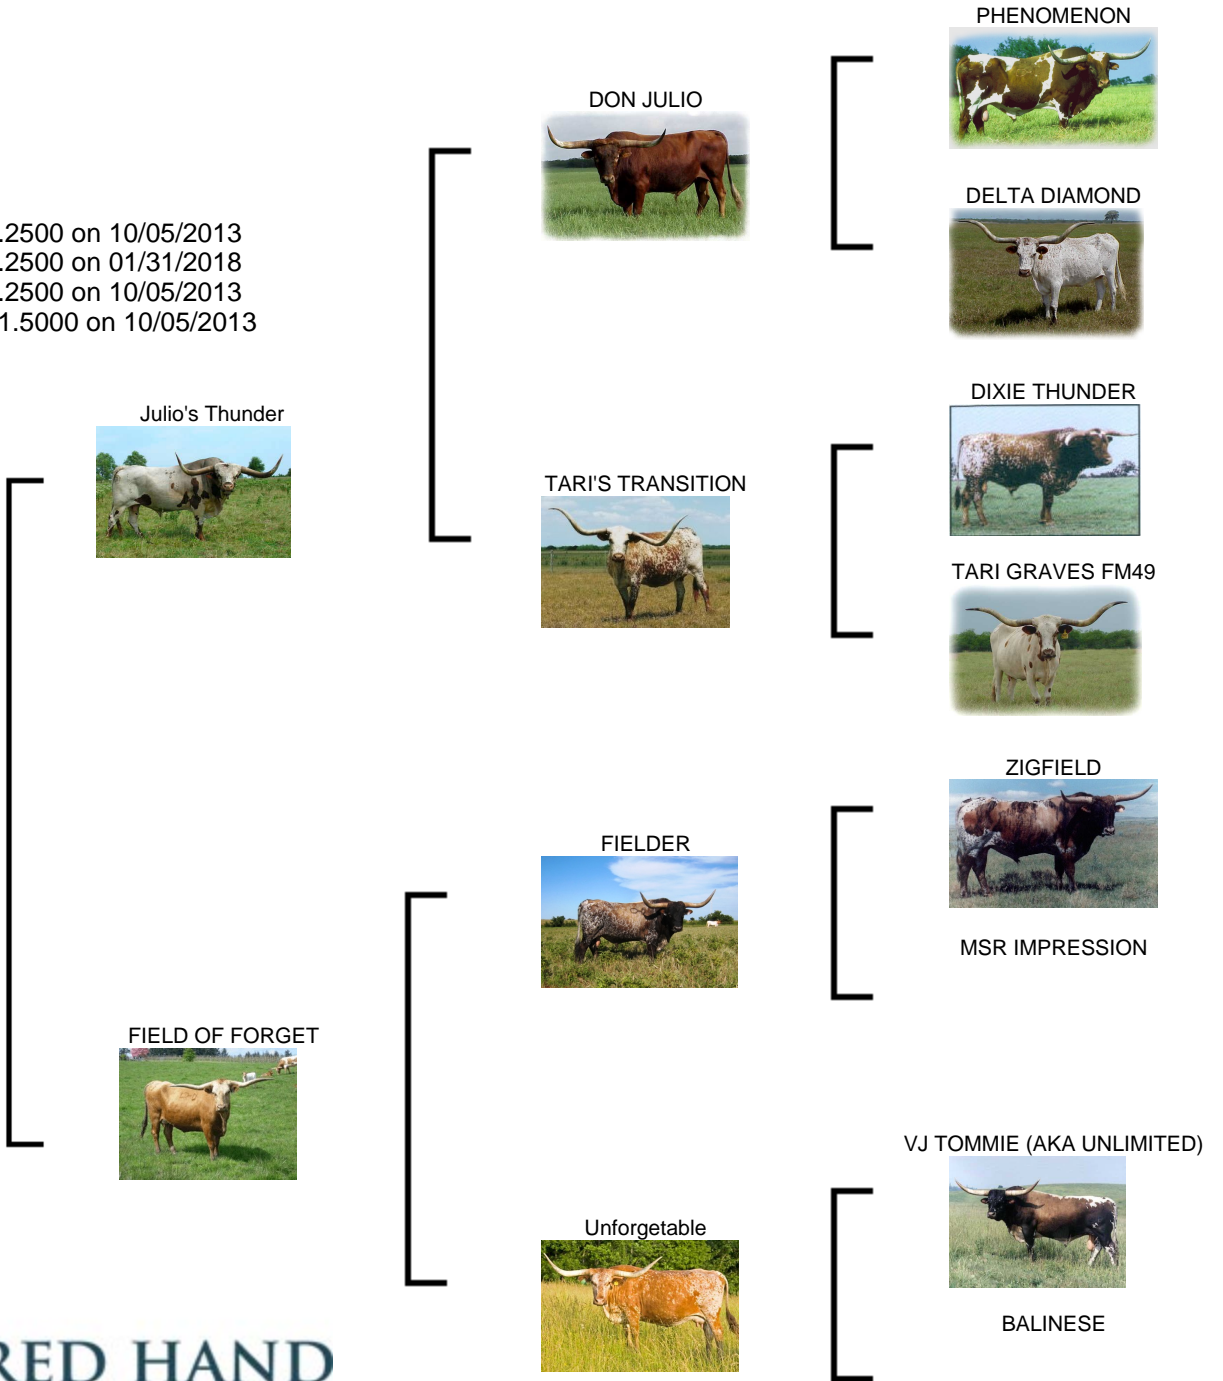 PHENOMENON
DON JULIO
DELTA DIAMOND
.2500 on 10/05/2013
.2500 on 01/31/2018
.2500 on 10/05/2013
1.5000 on 10/05/2013
DIXIE THUNDER
Julio's Thunder
TARI'S TRANSITION
TARI GRAVES FM49
ZIGFIELD
FIELDER
MSR IMPRESSION
FIELD OF FORGET
VJ TOMMIE (AKA UNLIMITED)
Unforgetable
BALINESE
RED HAND